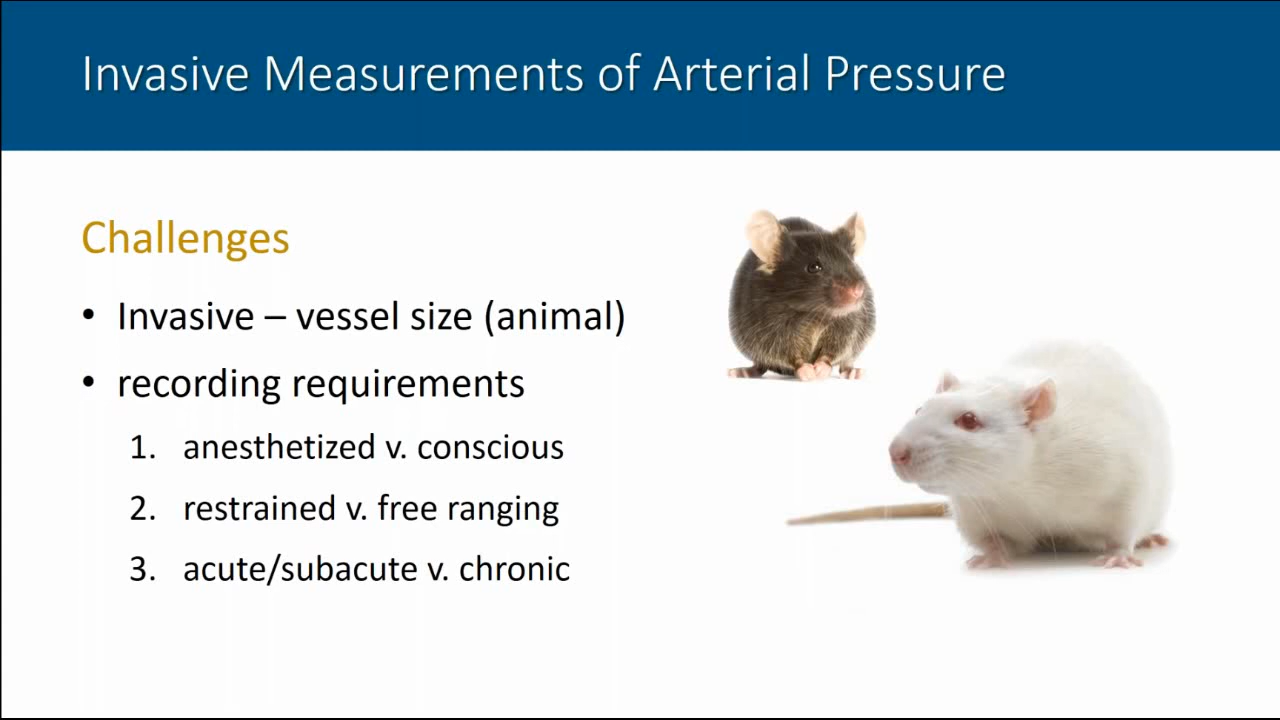 Invasive Measurements of Arterial Pressure
Challenges
• Invasive – vessel size (animal)
• recording requirements
1. anesthetized v. conscious
2. restrained v. free ranging
3. acute/subacute v. chronic